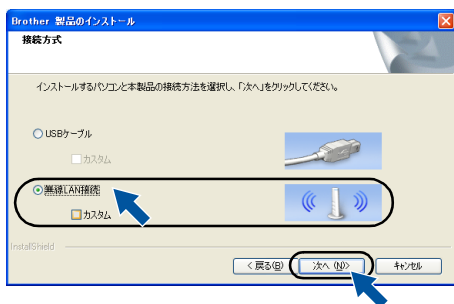 Brother 製品のインストール
接続方式
インストールするパソコンと本製品の接続方法を選択し、「次へ」をクリックしてください。
USBケーブル
カスタム
無線LAN接続
カスタム
InstallShield
< 戻る(B)
次へ (N)>
キャンセル